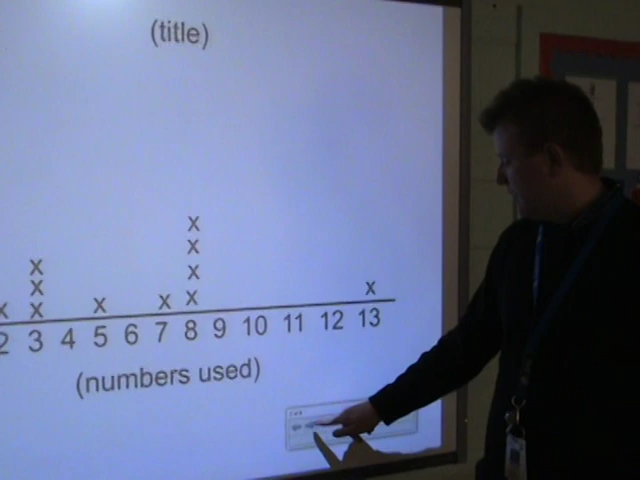 (title)
x
x
x x
x
x x x x x x x
2 3 4 5 6 7 8 9 10 11 12 13
(numbers used)